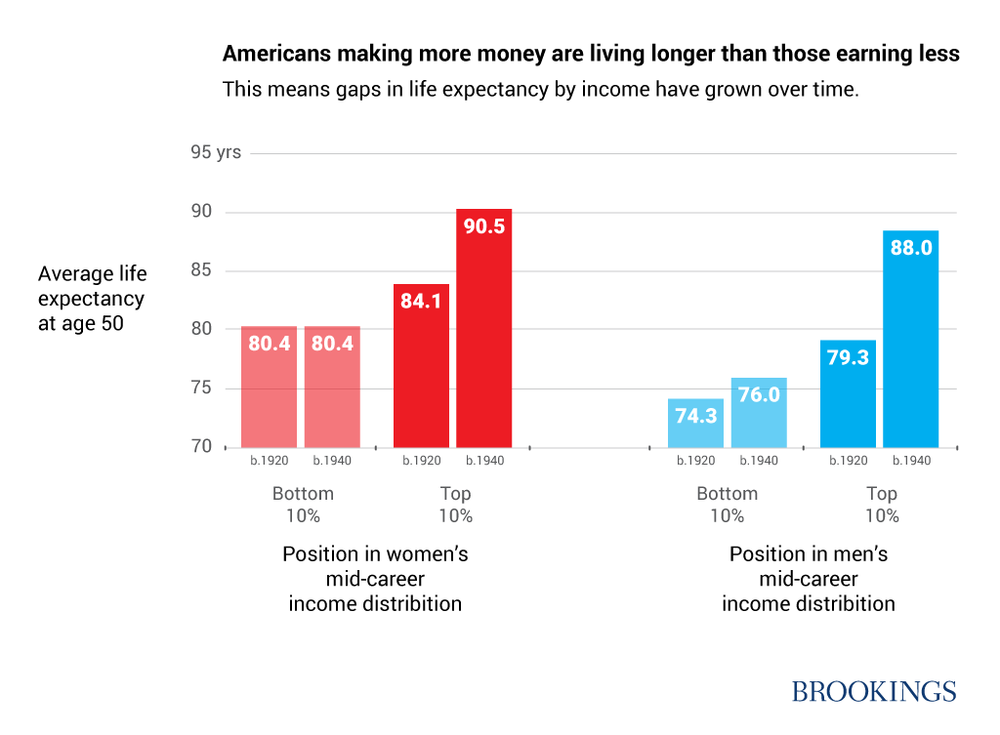 Americans making more money are living longer than those earning less
This means gaps in life expectancy by income have grown over time.
95 yrs
90
85
80
75
70
Average life
expectancy
at age 50
80.4
80.4
84.1
90.5
74.3
76.0
79.3
88.0
b.1920
b.1940
b.1920
b.1940
b.1920
b.1940
b.1920
b.1940
Bottom
10%
Top
10%
Bottom
10%
Top
10%
Position in women’s
mid-career
income distribition
Position in men’s
mid-career
income distribition
BROOKINGS